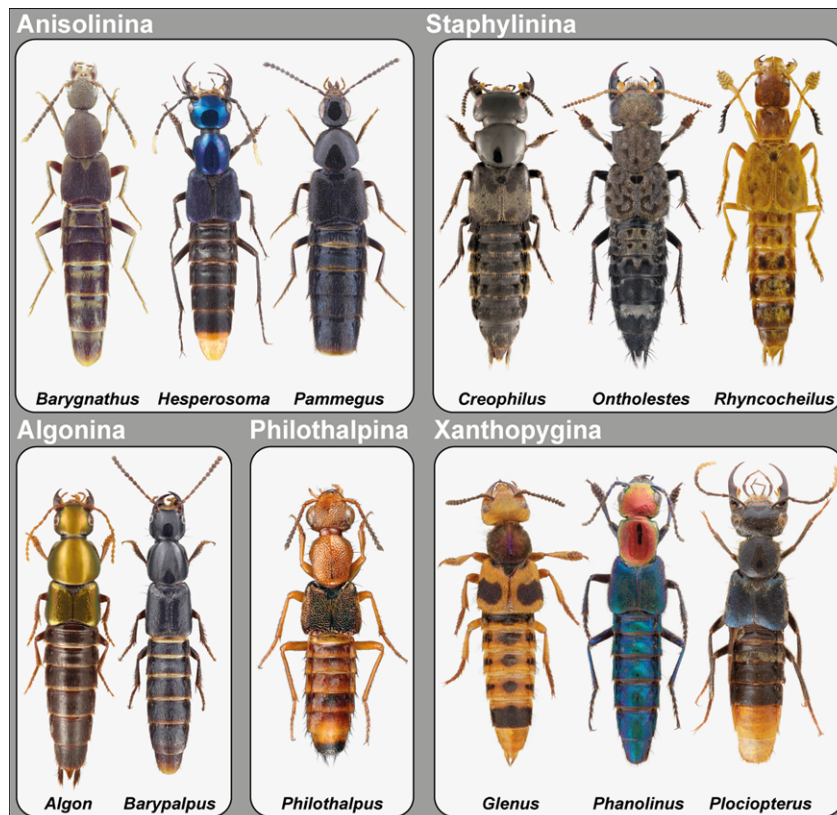 Anisolinina
Staphylinina
Barygnathus Hesperosoma Pammegus
Creophilus Ontholestes Rhyncocheilus
Algonina
Philothalpina
Xanthopygina
Algon Barypalpus
Philothalpus
Glenus Phanolinus Plociopterus